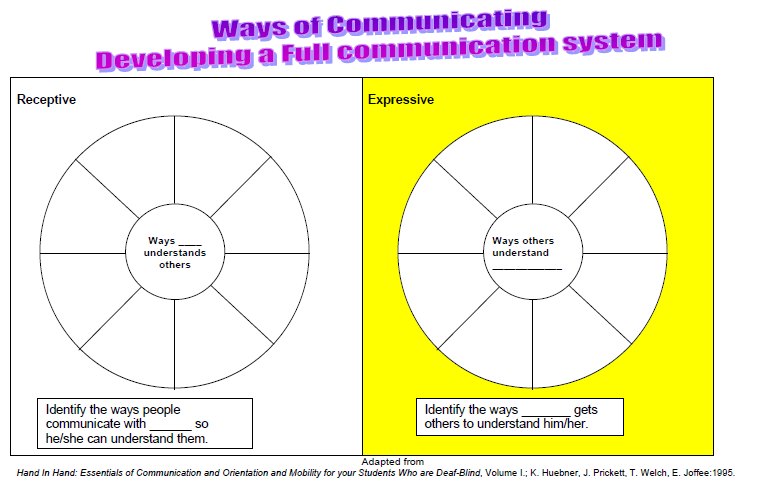 Ways of Communicating
Developing a Full communication system
Receptive
Ways ____
understands
others
Identify the ways people
communicate with ______ so
he/she can understand them.
Expressive
Ways others
understand
____________
Identify the ways _______ gets
others to understand him/her.
Adapted from
Hand In Hand: Essentials of Communication and Orientation and Mobility for your Students Who are Deaf-Blind, Volume I.; K. Huebner, J. Prickett, T. Welch, E. Joffee:1995.